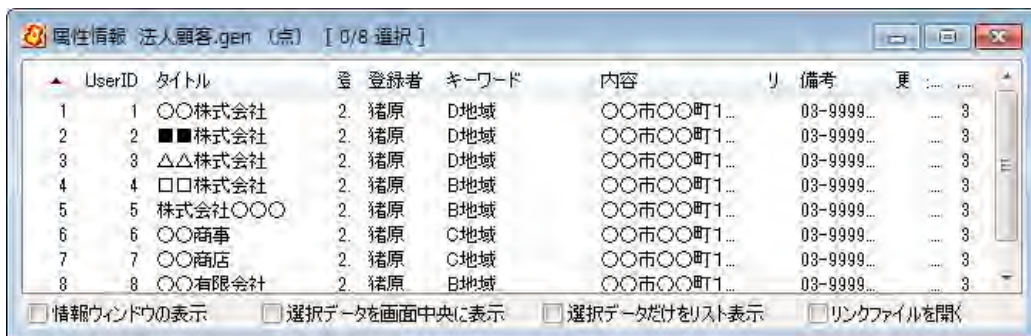 属性情報 法人顧客.gen （点） [ 0/8 選択 ]
UserID タイトル 登 登録者 キーワード 内容 リ 備考 更 :... ,...
1 1 〇〇株式会社 2. 猪原 D地域 〇〇市〇〇町1... 03-9999... ... 3
2 2 ■■株式会社 2. 猪原 D地域 〇〇市〇〇町1... 03-9999... ... 3
3 3 △△株式会社 2. 猪原 D地域 〇〇市〇〇町1... 03-9999... ... 3
4 4 □□株式会社 2. 猪原 B地域 〇〇市〇〇町1... 03-9999... ... 3
5 5 株式会社〇〇〇 2. 猪原 B地域 〇〇市〇〇町1... 03-9999... ... 3
6 6 〇〇商事 2. 猪原 C地域 〇〇市〇〇町1... 03-9999... ... 3
7 7 〇〇商店 2. 猪原 C地域 〇〇市〇〇町1... 03-9999... ... 3
8 8 〇〇有限会社 2. 猪原 B地域 〇〇市〇〇町1... 03-9999... ... 3
情報ウィンドウの表示 選択データを画面中央に表示 選択データだけをリスト表示 リンクファイルを開く